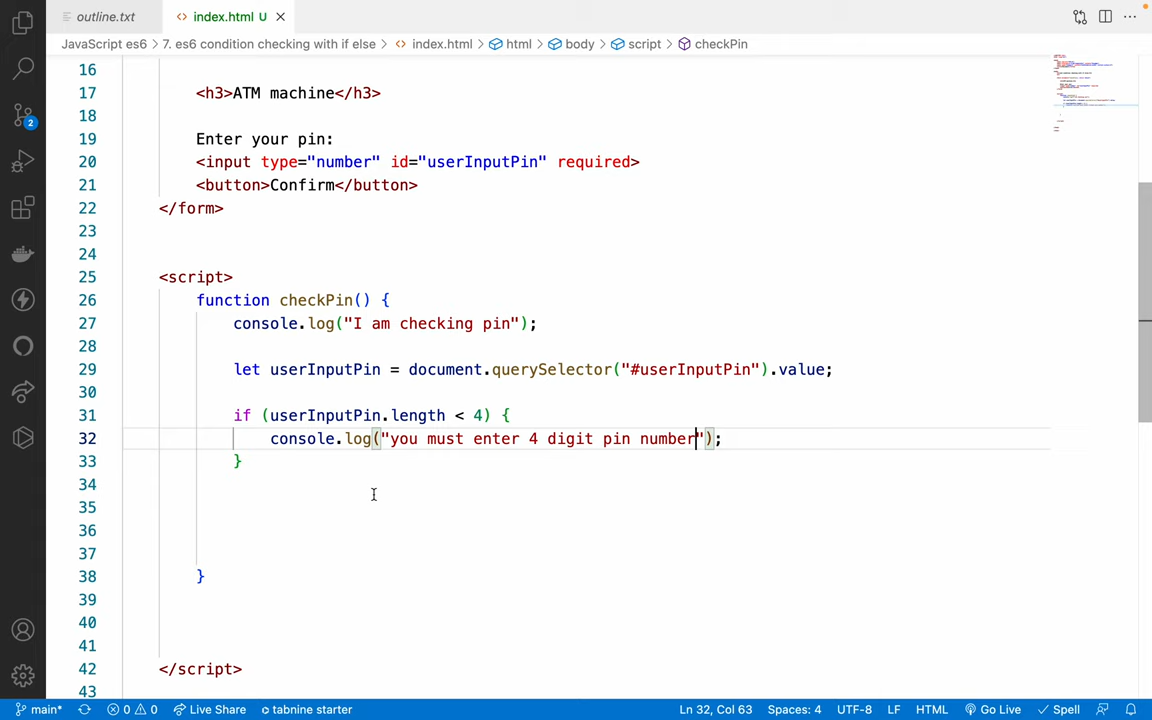 outline.txt
index.html U
JavaScript es6 > 7. es6 condition checking with if else > index.html > html > body > script > checkPin
16
17 <h3>ATM machine</h3>
18
19 Enter your pin:
20 <input type="number" id="userInputPin" required>
21 <button>Confirm</button>
22 </form>
23
24
25 <script>
26 function checkPin() {
27 console.log("I am checking pin");
28
29 let userInputPin = document.querySelector("#userInputPin").value;
30
31 if (userInputPin.length < 4) {
32 console.log("you must enter 4 digit pin number");
33 }
34
35
36
37
38 }
39
40
41
42 </script>
43
2
main* 0 0 Live Share tabnine starter Ln 32, Col 63 Spaces: 4 UTF-8 LF HTML Go Live Spell